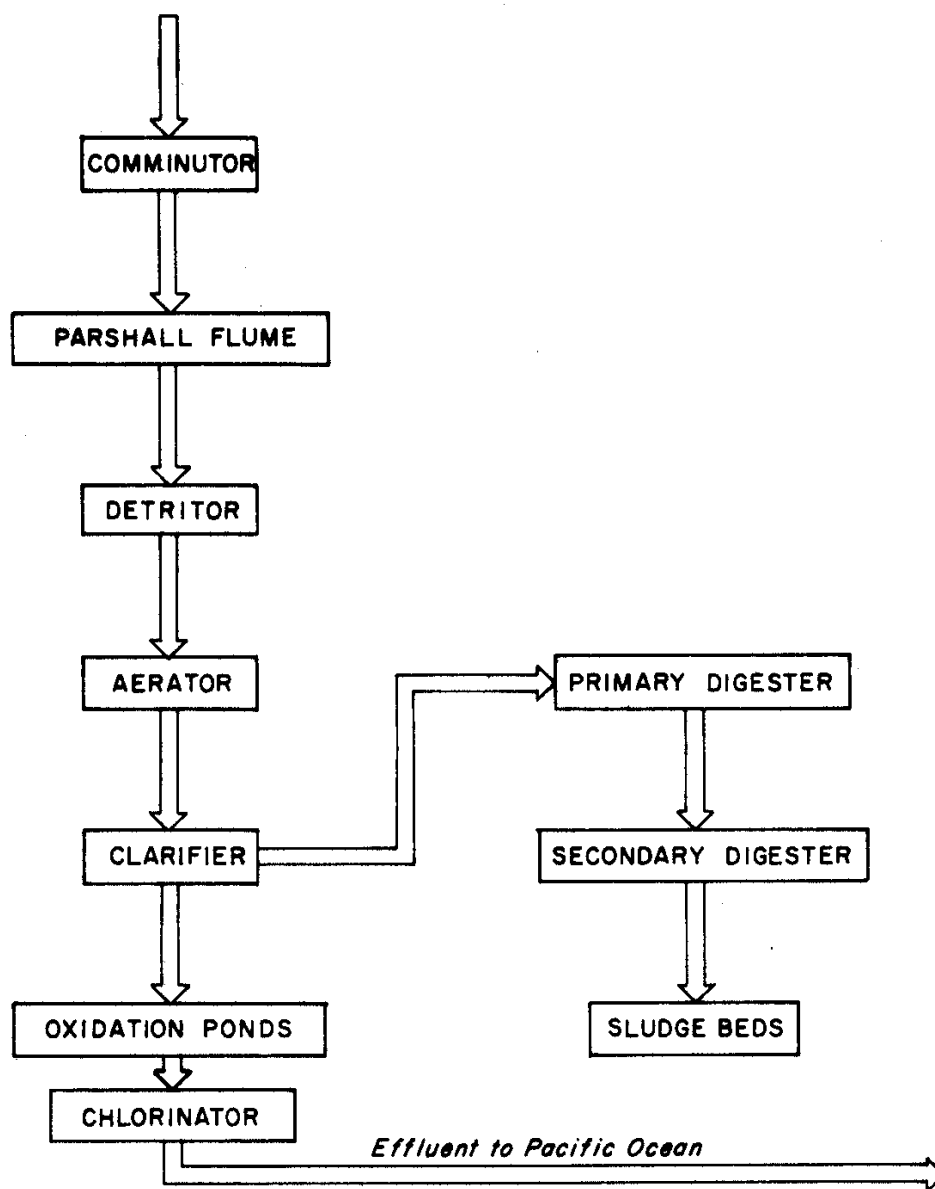 COMMINUTOR
PARSHALL FLUME
DETRITOR
AERATOR
PRIMARY DIGESTER
CLARIFIER
SECONDARY DIGESTER
OXIDATION PONDS
SLUDGE BEDS
CHLORINATOR
Effluent to Pacific Ocean